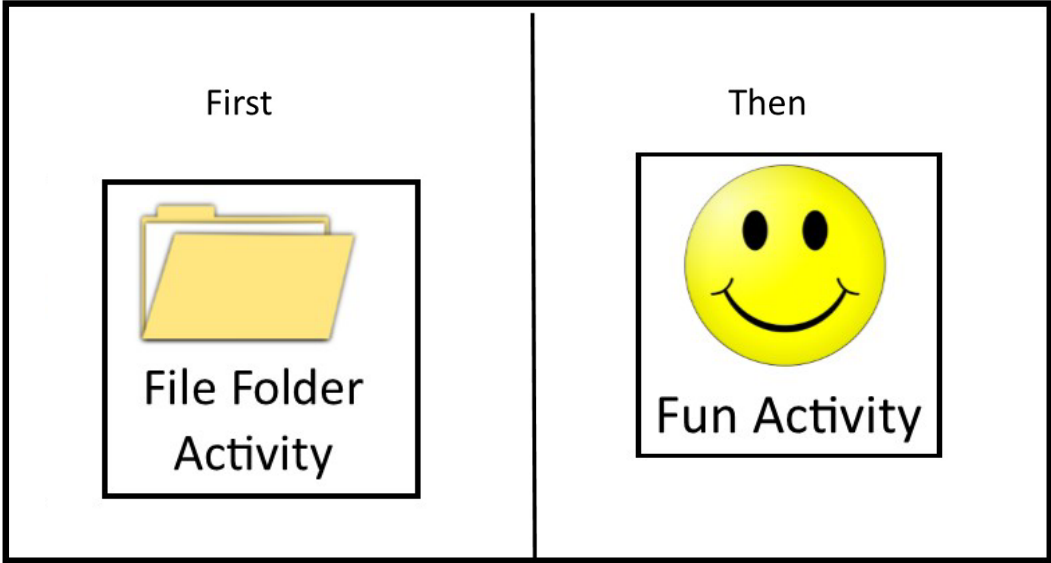 First
File Folder
Activity
Then
Fun Activity